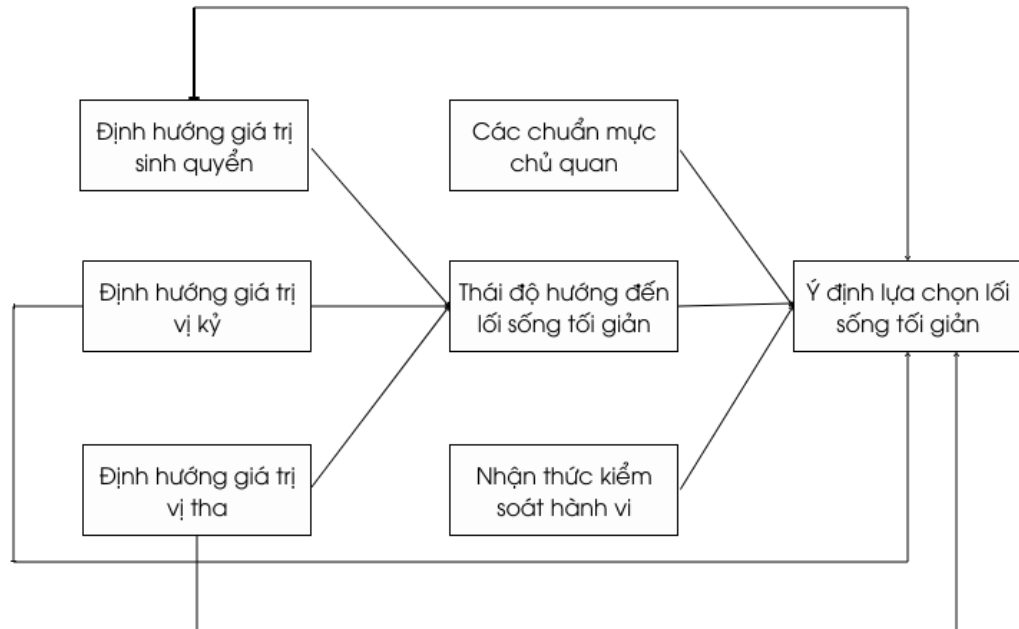 Định hướng giá trị
sinh quyển
Các chuẩn mực
chủ quan
Định hướng giá trị
vị kỷ
Thái độ hướng đến
lối sống tối giản
Ý định lựa chọn lối
sống tối giản
Định hướng giá trị
vị tha
Nhận thức kiểm
soát hành vi